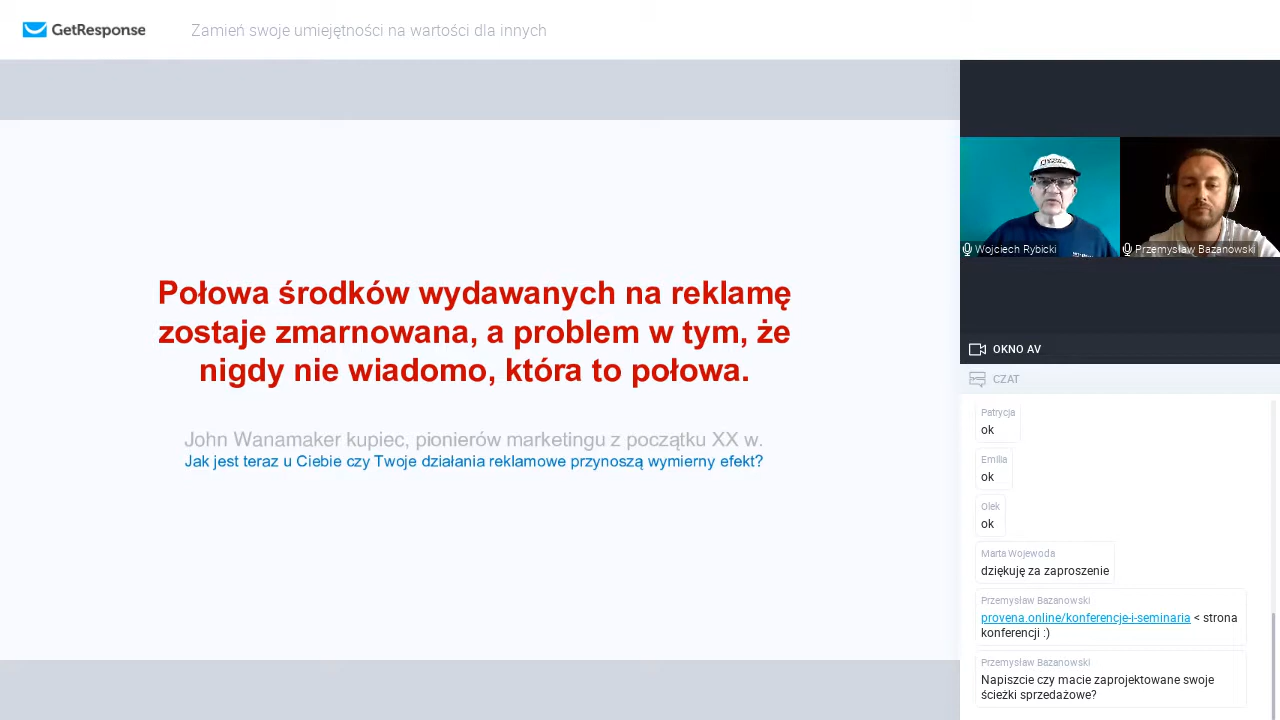 GetResponse
Zamień swoje umiejętności na wartości dla innych
Połowa środków wydawanych na reklamę
zostaje zmarnowana, a problem w tym, że
nigdy nie wiadomo, która to połowa.
John Wanamaker kupiec, pionierów marketingu z początku XX w.
Jak jest teraz u Ciebie czy Twoje działania reklamowe przynoszą wymierny efekt?
Wojciech Rybicki
Przemysław Bazanowski
OKNO AV
CZAT
Patrycja
ok
Emilia
ok
Olek
ok
Marta Wojewoda
dziękuję za zaproszenie
Przemysław Bazanowski
provena.online/konferencje-i-seminaria < strona
konferencji :)
Przemysław Bazanowski
Napiszcie czy macie zaprojektowane swoje
ścieżki sprzedażowe?